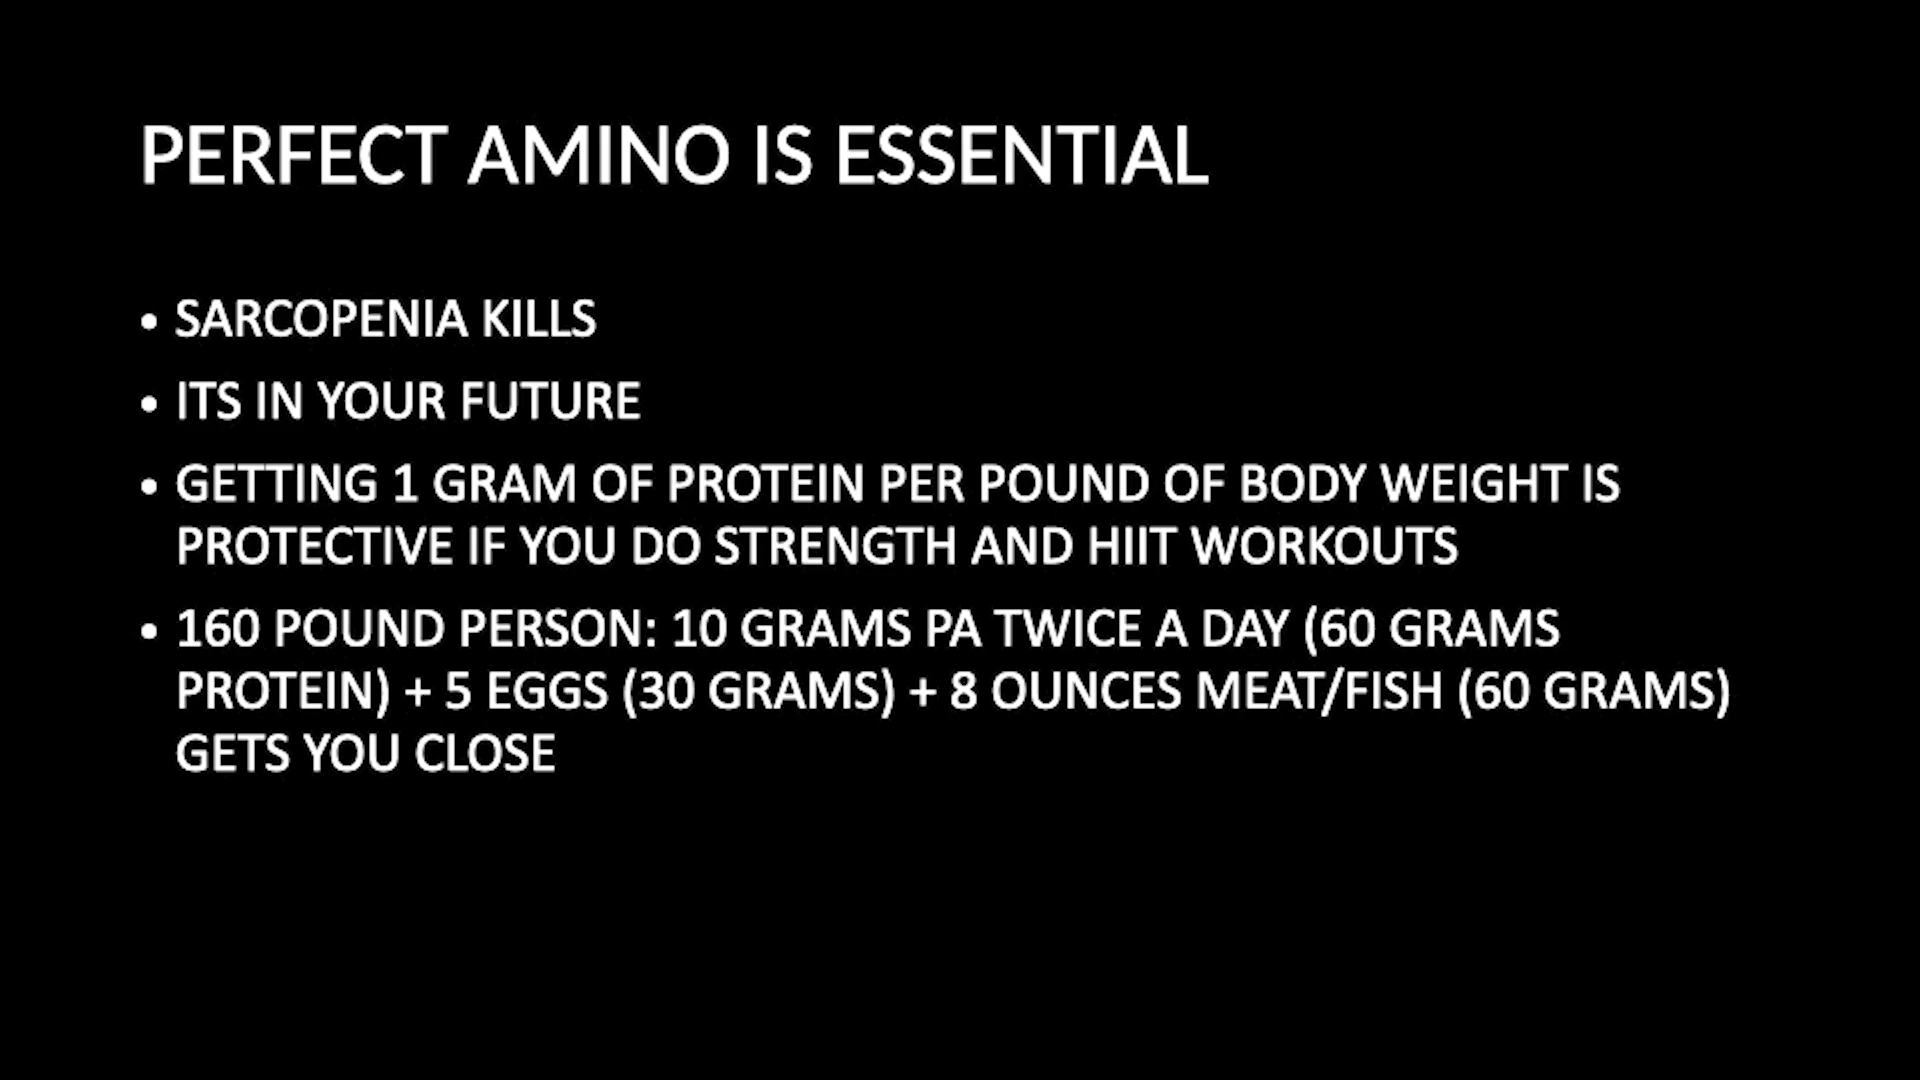 PERFECT AMINO IS ESSENTIAL
• SARCOPENIA KILLS
• ITS IN YOUR FUTURE
• GETTING 1 GRAM OF PROTEIN PER POUND OF BODY WEIGHT IS
PROTECTIVE IF YOU DO STRENGTH AND HIIT WORKOUTS
• 160 POUND PERSON: 10 GRAMS PA TWICE A DAY (60 GRAMS
PROTEIN) + 5 EGGS (30 GRAMS) + 8 OUNCES MEAT/FISH (60 GRAMS)
GETS YOU CLOSE